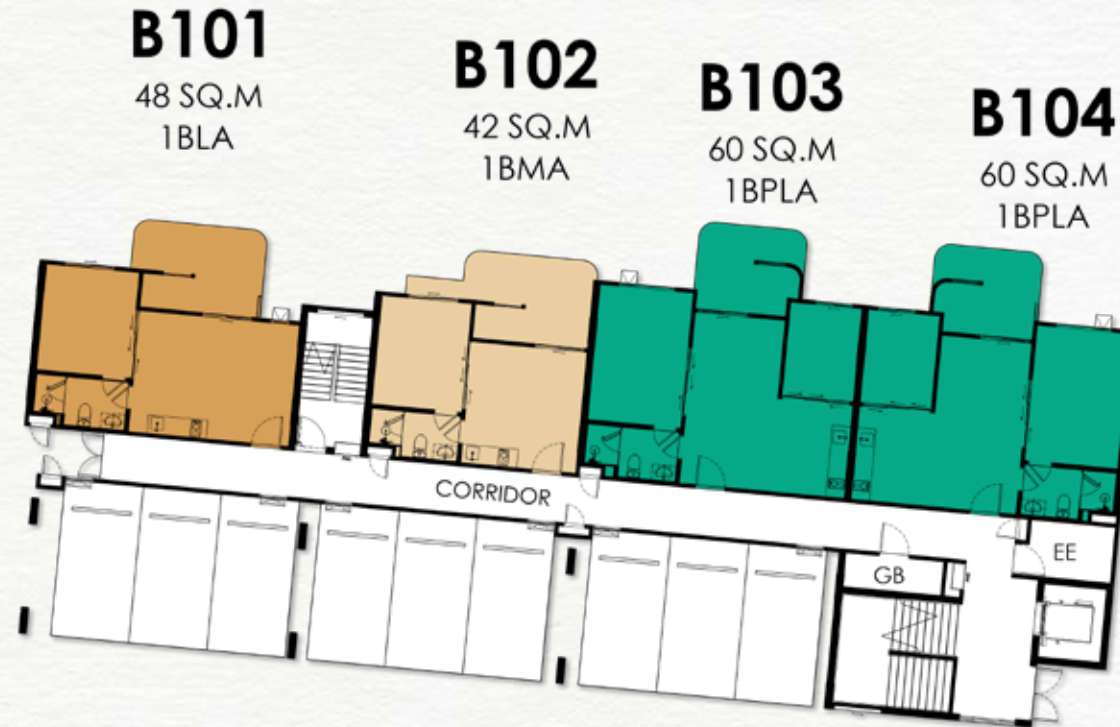 B101
48 SQ.M
1BLA
B102
42 SQ.M
1BMA
B103
60 SQ.M
1BPLA
B104
60 SQ.M
1BPLA
CORRIDOR
EE
GB